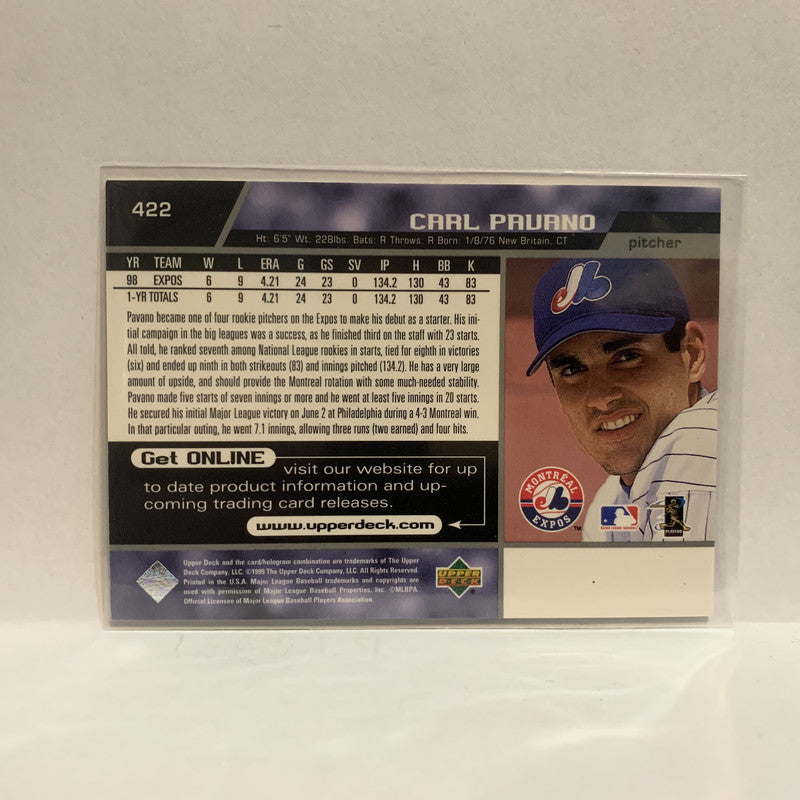 422
CARL PAVANO
Ht: 6'5" Wt: 228lbs. Bats: R Throws: R Born: 1/8/76 New Britain, CT
pitcher
YR TEAM W L ERA G GS SV IP H BB K
98 EXPOS 6 9 4.21 24 23 0 134.2 130 43 83
1-YR TOTALS 6 9 4.21 24 23 0 134.2 130 43 83
Pavano became one of four rookie pitchers on the Expos to make his debut as a starter. His ini-
tial campaign in the big leagues was a success, as he finished third on the staff with 23 starts.
All told, he ranked seventh among National League rookies in starts, tied for eighth in victories
(six) and ended up ninth in both strikeouts (83) and innings pitched (134.2). He has a very large
amount of upside, and should provide the Montreal rotation with some much-needed stability.
Pavano made five starts of seven innings or more and he went at least five innings in 20 starts.
He secured his initial Major League victory on June 2 at Philadelphia during a 4-3 Montreal win.
In that particular outing, he went 7.1 innings, allowing three runs (two earned) and four hits.
Get ONLINE
visit our website for up
to date product information and up-
coming trading card releases.
www.upperdeck.com
MONTRÉAL
EXPOS
TM
Upper Deck and the card/hologram combination are trademarks of The Upper
Deck Company, LLC. ©1999 The Upper Deck Company, LLC. All Rights Reserved.
Printed in the U.S.A. Major League Baseball trademarks and copyrights are
used with permission of Major League Baseball Properties, Inc. ©MLBPA.
Official Licensee of Major League Baseball Players Association.
UPPER
DECK